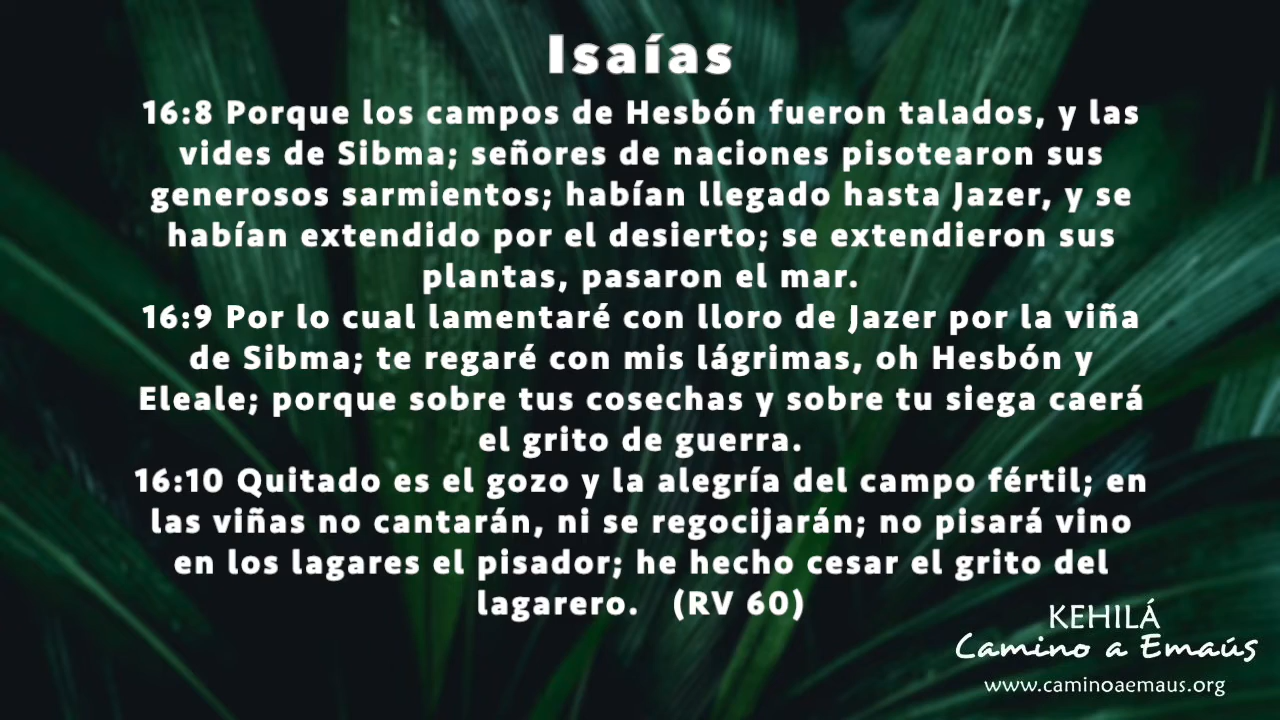 Isaías
16:8 Porque los campos de Hesbón fueron talados, y las
vides de Sibma; señores de naciones pisotearon sus
generosos sarmientos; habían llegado hasta Jazer, y se
habían extendido por el desierto; se extendieron sus
plantas, pasaron el mar.
16:9 Por lo cual lamentaré con lloro de Jazer por la viña
de Sibma; te regaré con mis lágrimas, oh Hesbón y
Eleale; porque sobre tus cosechas y sobre tu siega caerá
el grito de guerra.
16:10 Quitado es el gozo y la alegría del campo fértil; en
las viñas no cantarán, ni se regocijarán; no pisará vino
en los lagares el pisador; he hecho cesar el grito del
lagarero. (RV 60)
KEHILÁ
Camino a Emaús
www.caminoaemaus.org